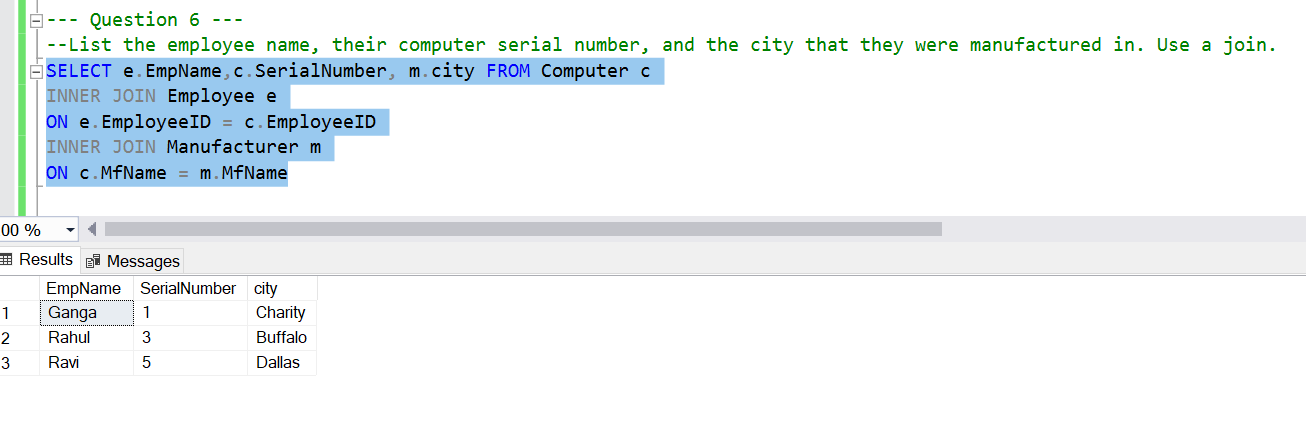 --- Question 6 ---
--List the employee name, their computer serial number, and the city that they were manufactured in. Use a join.
SELECT e.EmpName,c.SerialNumber, m.city FROM Computer c
INNER JOIN Employee e
ON e.EmployeeID = c.EmployeeID
INNER JOIN Manufacturer m
ON c.MfName = m.MfName
00 %
Results Messages
EmpName SerialNumber city
1 Ganga 1 Charity
2 Rahul 3 Buffalo
3 Ravi 5 Dallas